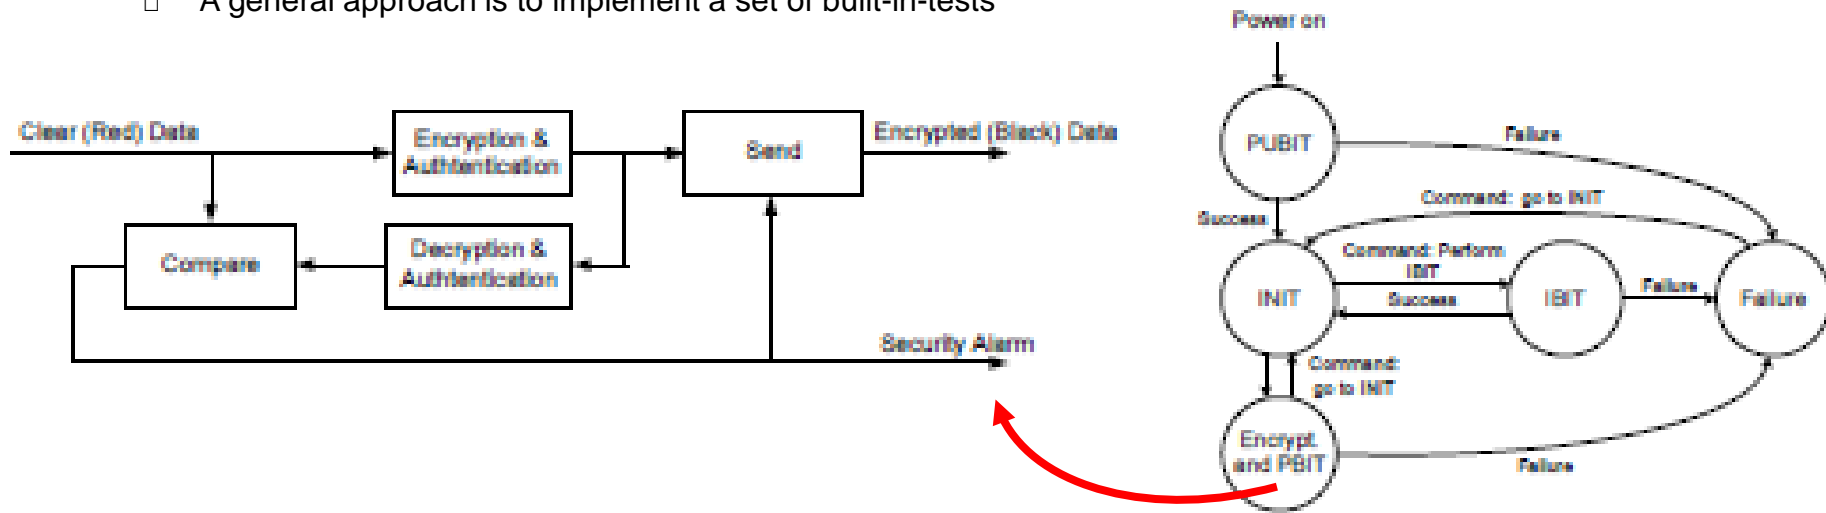 A general approach is to implement a set of built-in-tests
Clear (Red) Data
Encryption &
Authtentication
Send
Encrypted (Black) Data
Compare
Decryption &
Authtentication
Security Alarm
Power on
PUBIT
Failure
Success
Command: go to INIT
Command: Perform
IBIT
INIT
Success
IBIT
Failure
Failure
Command:
go to INIT
Encrypt
and PBIT
Failure